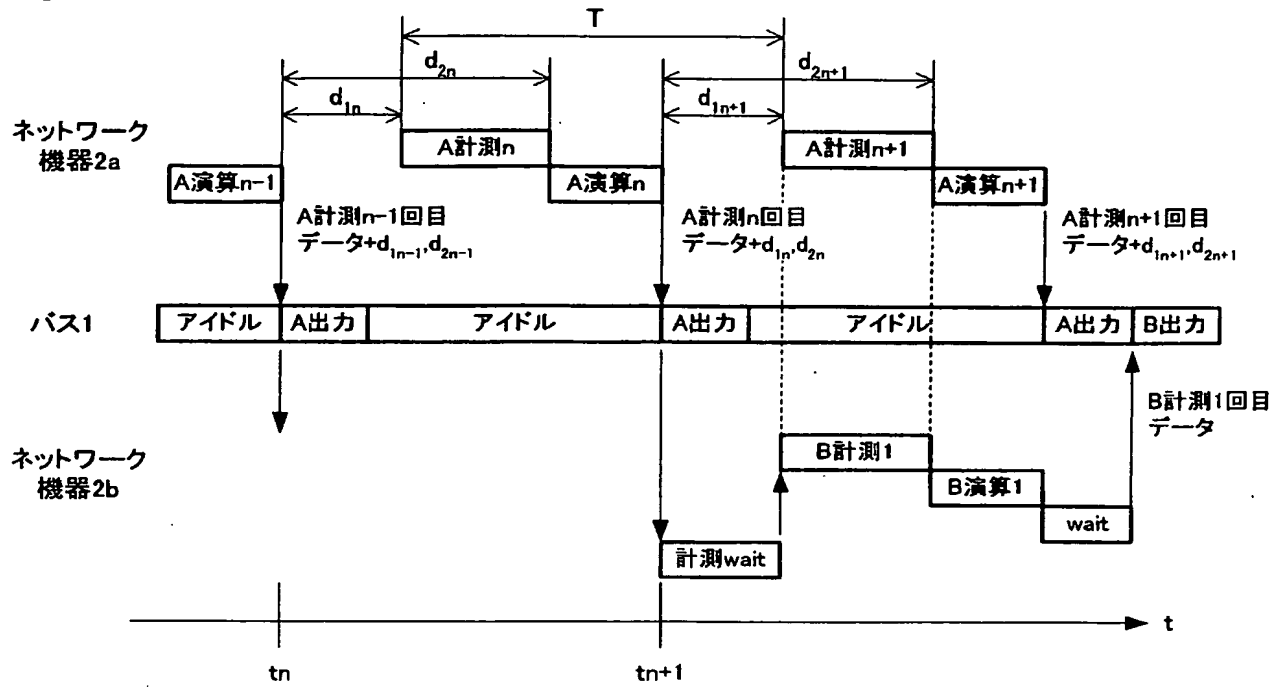 T
d2n
d2n+1
d1n
d1n+1
ネットワーク
機器2a
A計測n
A計測n+1
A演算n-1
A演算n
A演算n+1
A計測n-1回目
データ+d1n-1,d2n-1
A計測n回目
データ+d1n,d2n
A計測n+1回目
データ+d1n+1,d2n+1
バス1
アイドル
A出力
アイドル
A出力
アイドル
A出力
B出力
B計測1回目
データ
ネットワーク
機器2b
B計測1
B演算1
wait
計測wait
t
tn
tn+1